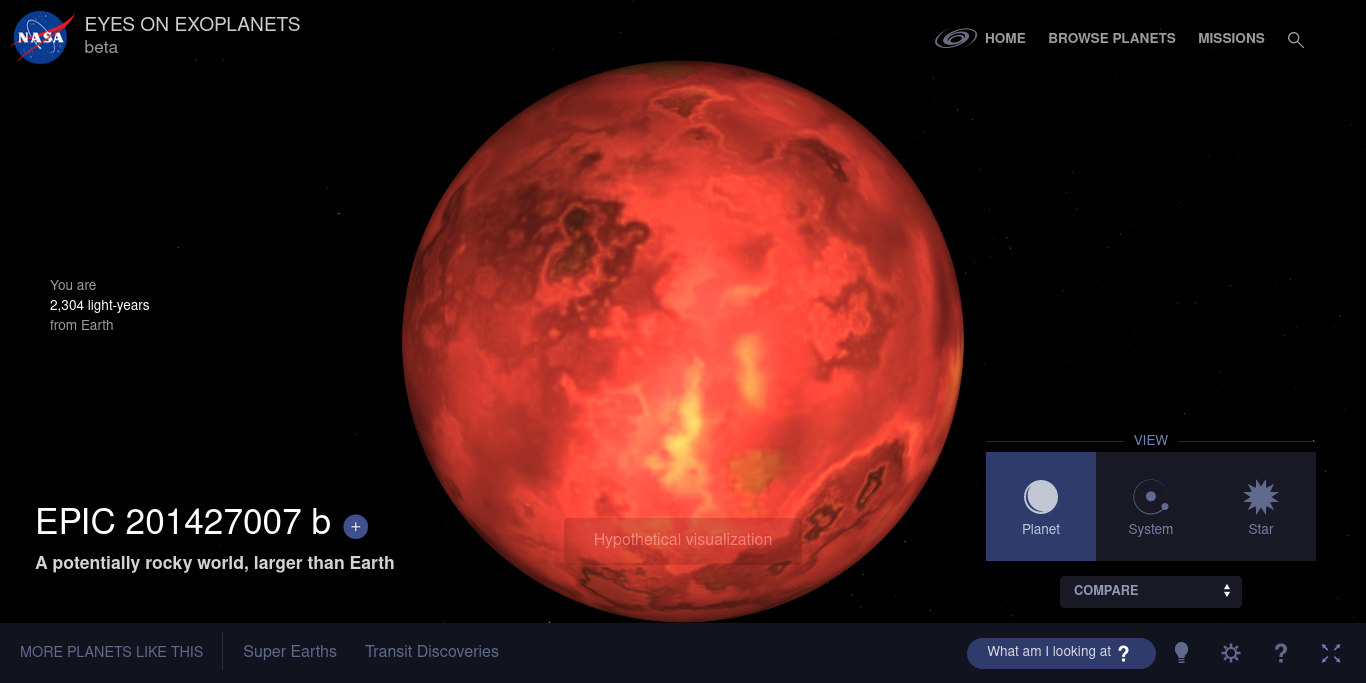 NASA
EYES ON EXOPLANETS
beta
HOME
BROWSE PLANETS
MISSIONS
You are
2,304 light-years
from Earth
EPIC 201427007 b +
A potentially rocky world, larger than Earth
Hypothetical visualization
VIEW
Planet
System
Star
COMPARE
MORE PLANETS LIKE THIS
Super Earths
Transit Discoveries
What am I looking at ?
?